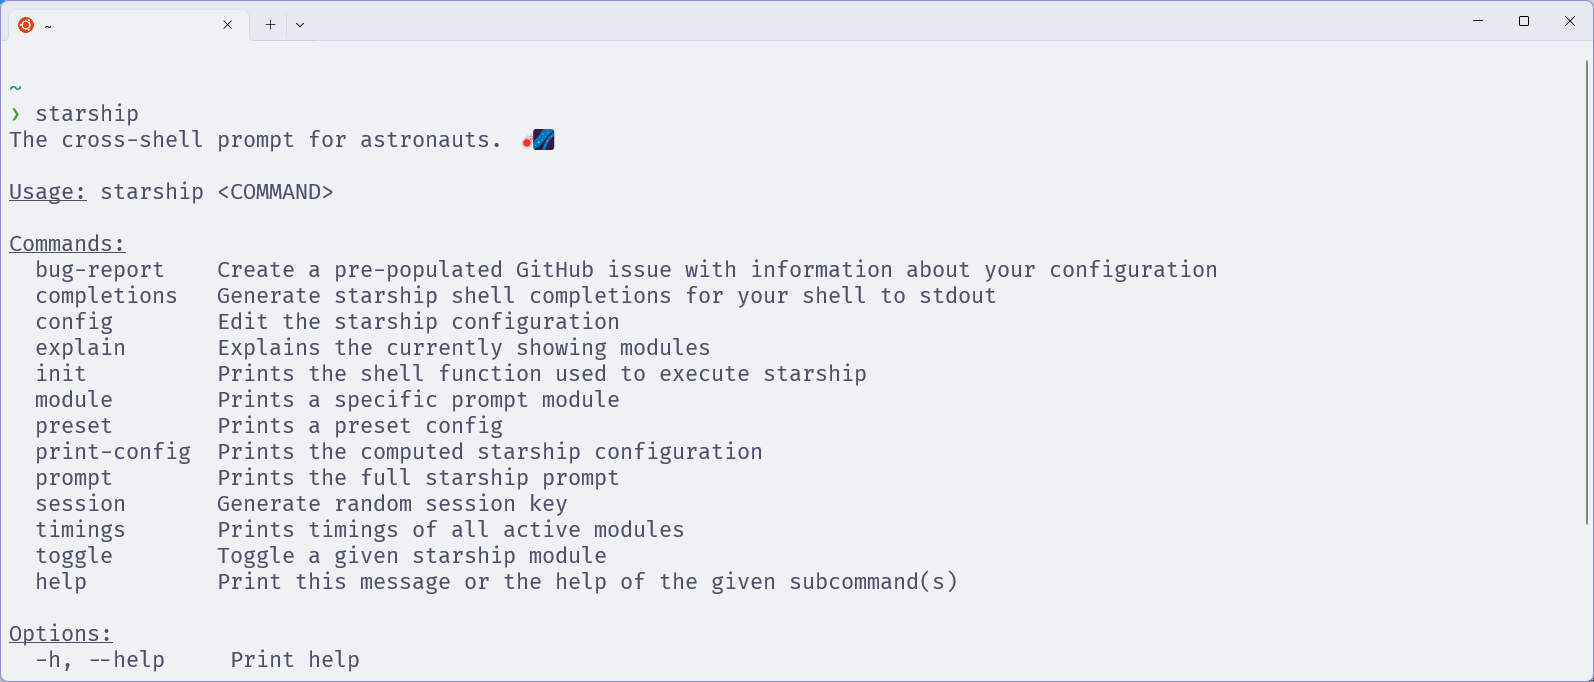 ~
~
❯ starship
The cross-shell prompt for astronauts. ☄🌌️
Usage: starship <COMMAND>
Commands:
  bug-report    Create a pre-populated GitHub issue with information about your configuration
  completions   Generate starship shell completions for your shell to stdout
  config        Edit the starship configuration
  explain       Explains the currently showing modules
  init          Prints the shell function used to execute starship
  module        Prints a specific prompt module
  preset        Prints a preset config
  print-config  Prints the computed starship configuration
  prompt        Prints the full starship prompt
  session       Generate random session key
  timings       Prints timings of all active modules
  toggle        Toggle a given starship module
  help          Print this message or the help of the given subcommand(s)
Options:
  -h, --help     Print help